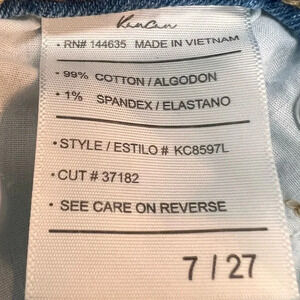 KanCan
• RN# 144635 MADE IN VIETNAM
• 99% COTTON / ALGODON
• 1% SPANDEX / ELASTANO
• STYLE / ESTILO # KC8597L
• CUT # 37182
• SEE CARE ON REVERSE
7 / 27